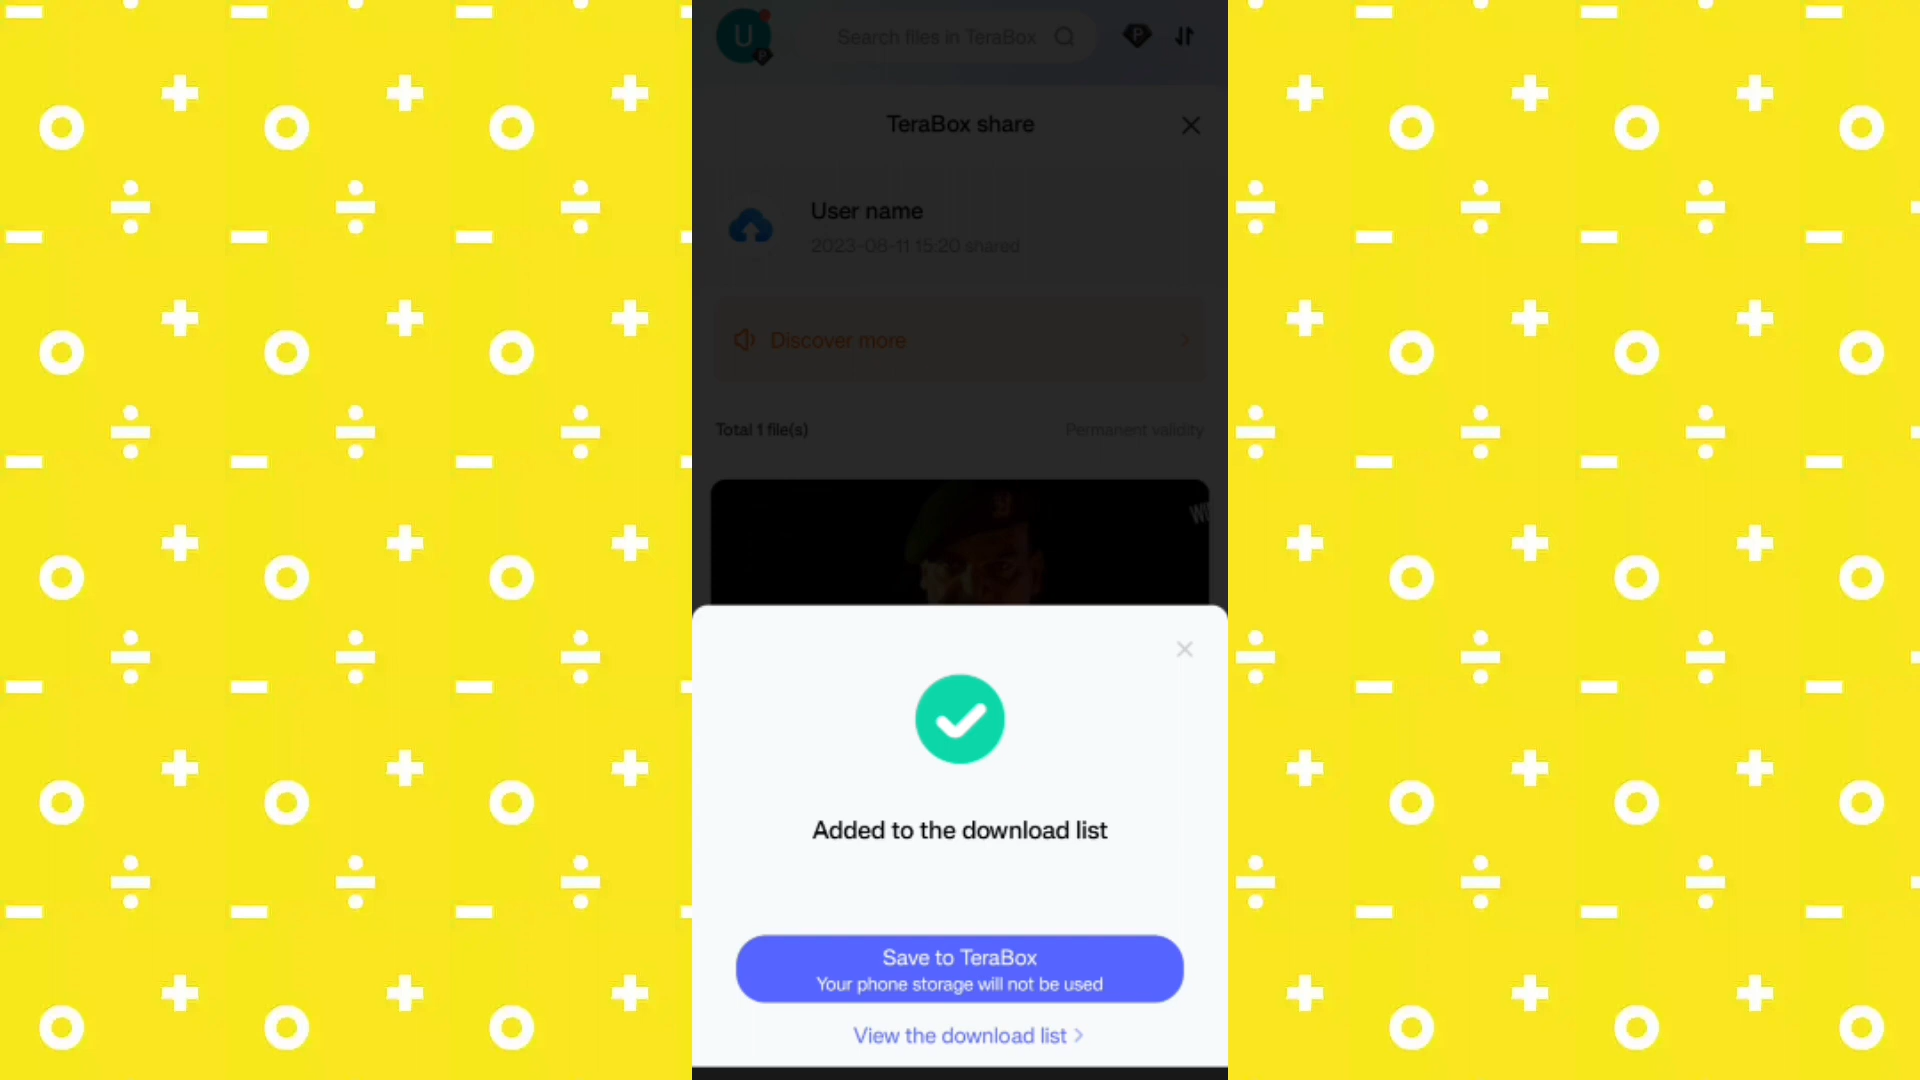 U
P
Search files in TeraBox
P
TeraBox share
User name
2023-08-11 15:20 shared
Discover more
Total 1 file(s)
Permanent validity
Added to the download list
Save to TeraBox
Your phone storage will not be used
View the download list >